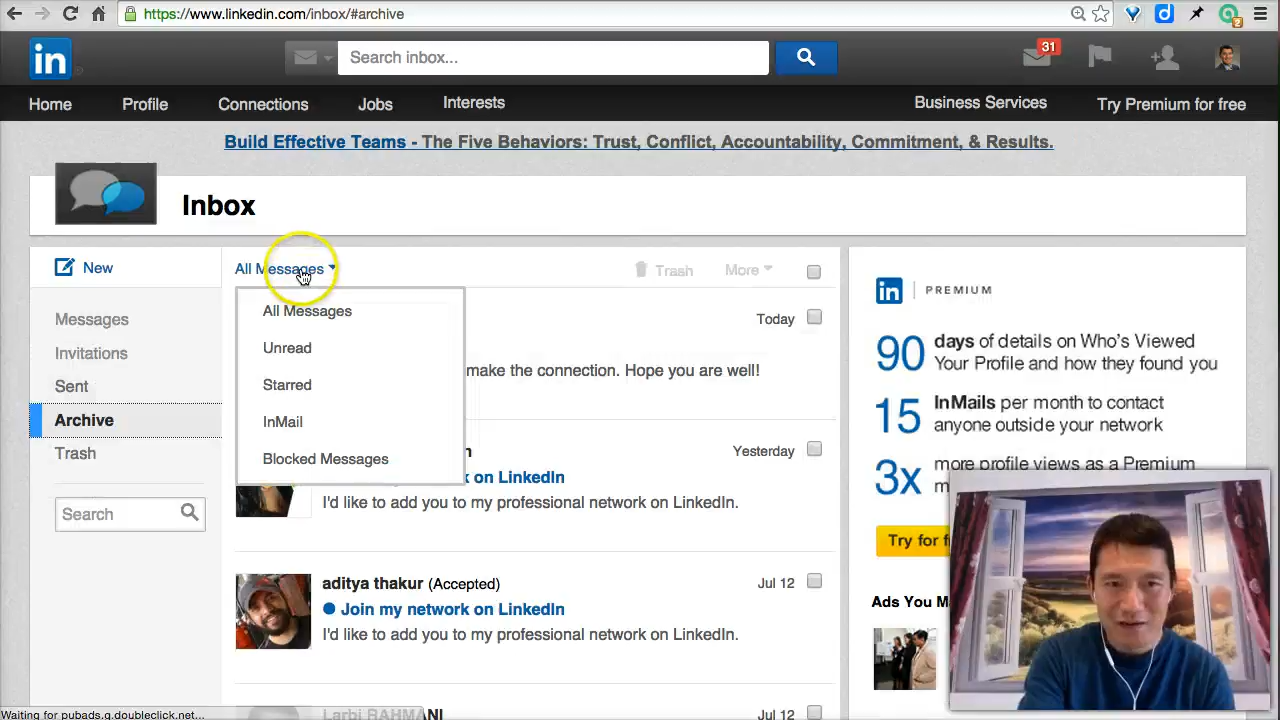 https://www.linkedin.com/inbox/#archive
2
in
Search inbox...
31
Home
Profile
Connections
Jobs
Interests
Business Services
Try Premium for free
Build Effective Teams - The Five Behaviors: Trust, Conflict, Accountability, Commitment, & Results.
Inbox
New
All Messages
Trash
More
Messages
Invitations
Sent
Archive
Trash
Search
All Messages
Unread
Starred
InMail
Blocked Messages
Today
make the connection. Hope you are well!
Yesterday
on LinkedIn
I'd like to add you to my professional network on LinkedIn.
aditya thakur (Accepted)
Jul 12
Join my network on LinkedIn
I'd like to add you to my professional network on LinkedIn.
Larbi RAHMANI
Jul 12
in PREMIUM
90 days of details on Who's Viewed
Your Profile and how they found you
15 InMails per month to contact
anyone outside your network
3x more profile views as a Premium
Try for
Ads You
Waiting for pubads.g.doubleclick.net...